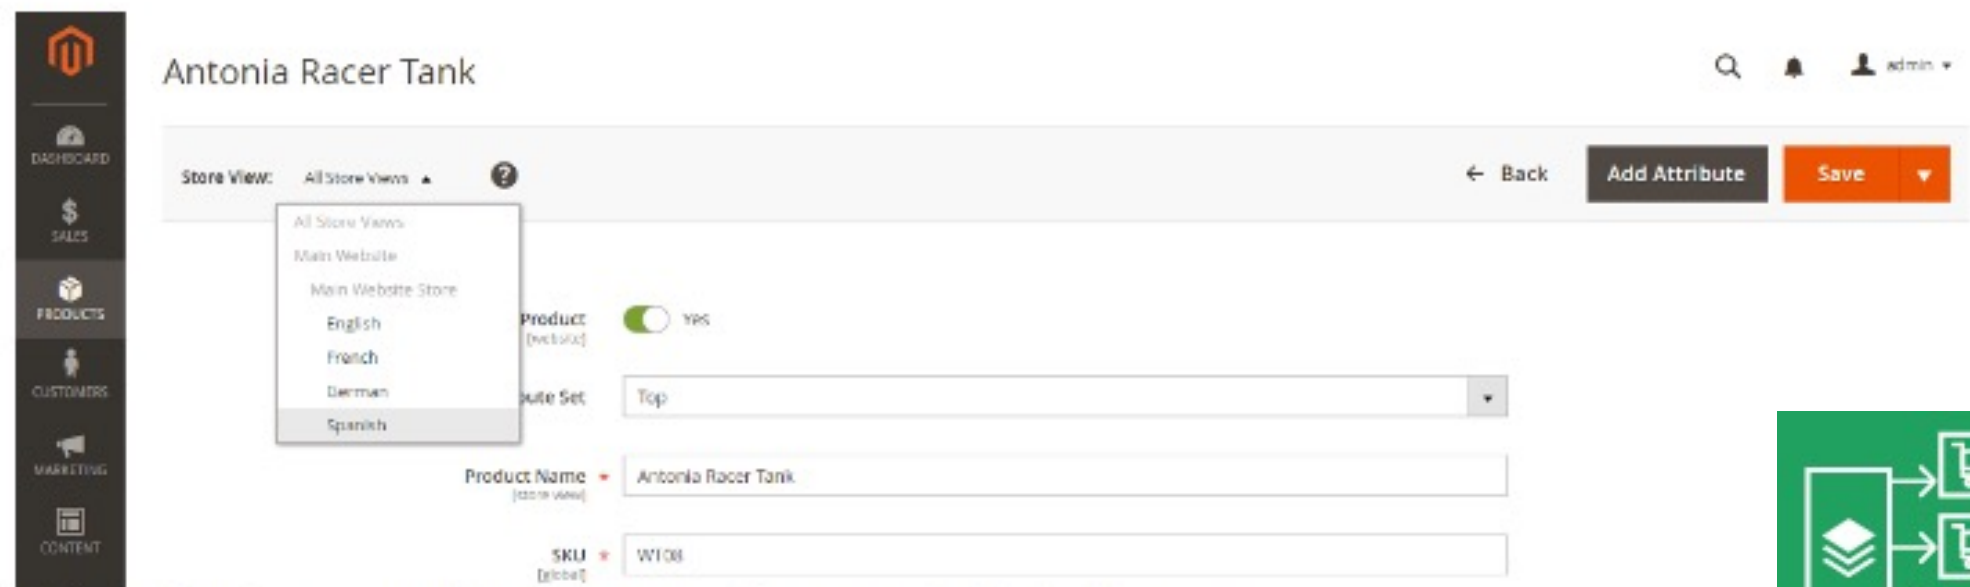 Antonia Racer Tank
admin
DASHBOARD
Store View: All Store Views
Back
Add Attribute
Save
SALES
All Store Views
Main Website
Main Website Store
English
French
German
Spanish
PRODUCTS
Product
Yes
[website]
CUSTOMERS
bute Set
Top
MARKETING
Product Name *
Antonia Racer Tank
[store view]
CONTENT
SKU *
WT08
[global]